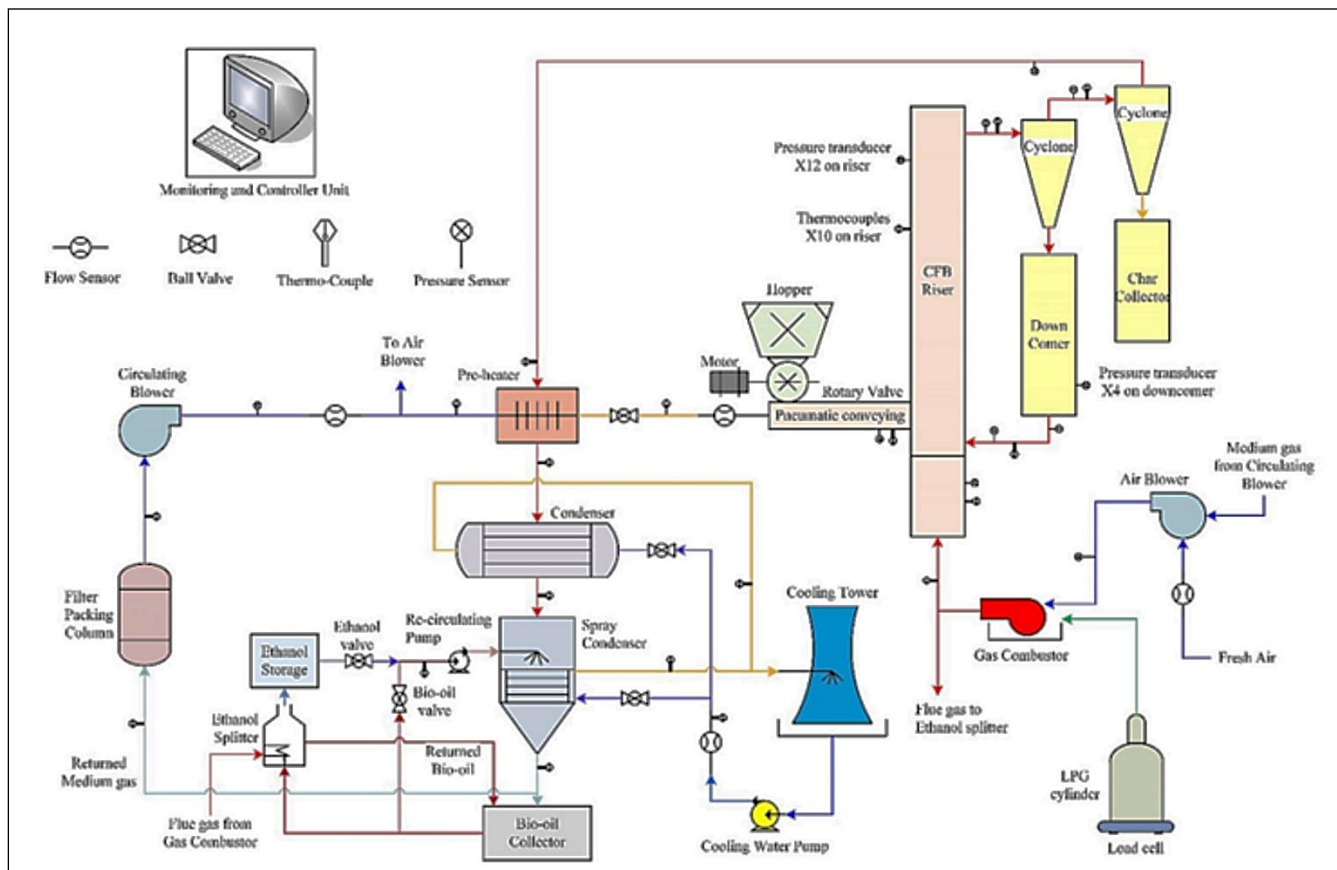 Monitoring and Controller Unit
Flow Sensor
Ball Valve
Thermo-Couple
Pressure Sensor
Pressure transducer
X12 on riser
Thermocouples
X10 on riser
Cyclone
Cyclone
CFB
Riser
Char
Collector
Down
Comer
Pressure transducer
X4 on downcomer
Hopper
Motor
Rotary Valve
Pneumatic conveying
To Air
Blower
Pre-heater
Circulating
Blower
Medium gas
from Circulating
Blower
Air Blower
Condenser
Cooling Tower
Filter
Packing
Column
Ethanol
Storage
Ethanol
valve
Re-circulating
Pump
Spray
Condenser
Gas Combustor
Fresh Air
Bio-oil
valve
Flue gas to
Ethanol splitter
Ethanol
Splitter
Returned
Bio-oil
Returned
Medium gas
LPG
cylinder
Flue gas from
Gas Combustor
Bio-oil
Collector
Cooling Water Pump
Load cell